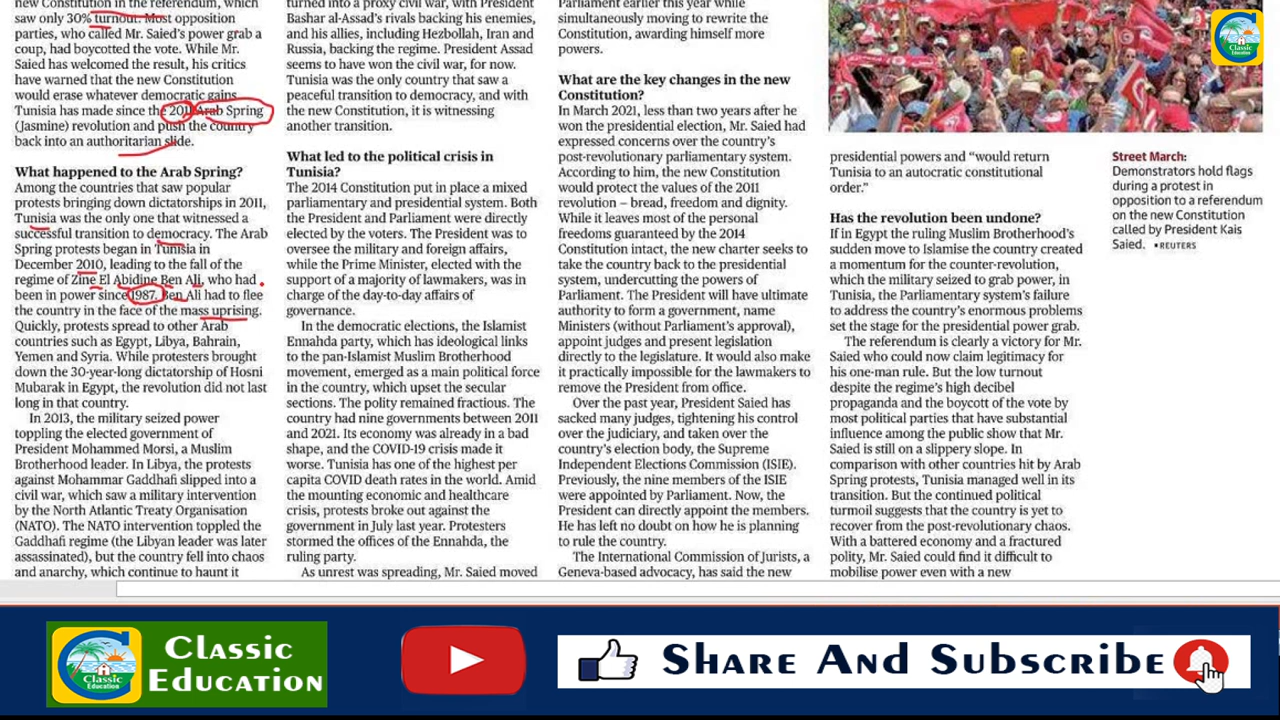 new Constitution in the referendum, which
saw only 30% turnout. Most opposition
parties, who called Mr. Saied's power grab a
coup, had boycotted the vote. While Mr.
Saied has welcomed the result, his critics
have warned that the new Constitution
would erase whatever democratic gains
Tunisia has made since the 2011 Arab Spring
(Jasmine) revolution and push the country
back into an authoritarian slide.
What happened to the Arab Spring?
Among the countries that saw popular
protests bringing down dictatorships in 2011,
Tunisia was the only one that witnessed a
successful transition to democracy. The Arab
Spring protests began in Tunisia in
December 2010, leading to the fall of the
regime of Zine El Abidine Ben Ali, who had
been in power since 1987. Ben Ali had to flee
the country in the face of the mass uprising.
Quickly, protests spread to other Arab
countries such as Egypt, Libya, Bahrain,
Yemen and Syria. While protesters brought
down the 30-year-long dictatorship of Hosni
Mubarak in Egypt, the revolution did not last
long in that country.
In 2013, the military seized power
toppling the elected government of
President Mohammed Morsi, a Muslim
Brotherhood leader. In Libya, the protests
against Mohammar Gaddhafi slipped into a
civil war, which saw a military intervention
by the North Atlantic Treaty Organisation
(NATO). The NATO intervention toppled the
Gaddhafi regime (the Libyan leader was later
assassinated), but the country fell into chaos
and anarchy, which continue to haunt it
turned into a proxy civil war, with President
Bashar al-Assad's rivals backing his enemies,
and his allies, including Hezbollah, Iran and
Russia, backing the regime. President Assad
seems to have won the civil war, for now.
Tunisia was the only country that saw a
peaceful transition to democracy, and with
the new Constitution, it is witnessing
another transition.
What led to the political crisis in
Tunisia?
The 2014 Constitution put in place a mixed
parliamentary and presidential system. Both
the President and Parliament were directly
elected by the voters. The President was to
oversee the military and foreign affairs,
while the Prime Minister, elected with the
support of a majority of lawmakers, was in
charge of the day-to-day affairs of
governance.
In the democratic elections, the Islamist
Ennahda party, which has ideological links
to the pan-Islamist Muslim Brotherhood
movement, emerged as a main political force
in the country, which upset the secular
sections. The polity remained fractious. The
country had nine governments between 2011
and 2021. Its economy was already in a bad
shape, and the COVID-19 crisis made it
worse. Tunisia has one of the highest per
capita COVID death rates in the world. Amid
the mounting economic and healthcare
crisis, protests broke out against the
government in July last year. Protesters
stormed the offices of the Ennahda, the
ruling party.
As unrest was spreading, Mr. Saied moved
Parliament earlier this year while
simultaneously moving to rewrite the
Constitution, awarding himself more
powers.
What are the key changes in the new
Constitution?
In March 2021, less than two years after he
won the presidential election, Mr. Saied had
expressed concerns over the country's
post-revolutionary parliamentary system.
According to him, the new Constitution
would protect the values of the 2011
revolution – bread, freedom and dignity.
While it leaves most of the personal
freedoms guaranteed by the 2014
Constitution intact, the new charter seeks to
take the country back to the presidential
system, undercutting the powers of
Parliament. The President will have ultimate
authority to form a government, name
Ministers (without Parliament's approval),
appoint judges and present legislation
directly to the legislature. It would also make
it practically impossible for the lawmakers to
remove the President from office.
Over the past year, President Saied has
sacked many judges, tightening his control
over the judiciary, and taken over the
country's election body, the Supreme
Independent Elections Commission (ISIE).
Previously, the nine members of the ISIE
were appointed by Parliament. Now, the
President can directly appoint the members.
He has left no doubt on how he is planning
to rule the country.
The International Commission of Jurists, a
Geneva-based advocacy, has said the new
presidential powers and “would return
Tunisia to an autocratic constitutional
order.”
Has the revolution been undone?
If in Egypt the ruling Muslim Brotherhood's
sudden move to Islamise the country created
a momentum for the counter-revolution,
which the military seized to grab power, in
Tunisia, the Parliamentary system's failure
to address the country's enormous problems
set the stage for the presidential power grab.
The referendum is clearly a victory for Mr.
Saied who could now claim legitimacy for
his one-man rule. But the low turnout
despite the regime's high decibel
propaganda and the boycott of the vote by
most political parties that have substantial
influence among the public show that Mr.
Saied is still on a slippery slope. In
comparison with other countries hit by Arab
Spring protests, Tunisia managed well in its
transition. But the continued political
turmoil suggests that the country is yet to
recover from the post-revolutionary chaos.
With a battered economy and a fractured
polity, Mr. Saied could find it difficult to
mobilise power even with a new
Street March:
Demonstrators hold flags
during a protest in
opposition to a referendum
on the new Constitution
called by President Kais
Saied. • REUTERS
Classic
Education
Classic
Education
Classic
Education
Share And Subscribe